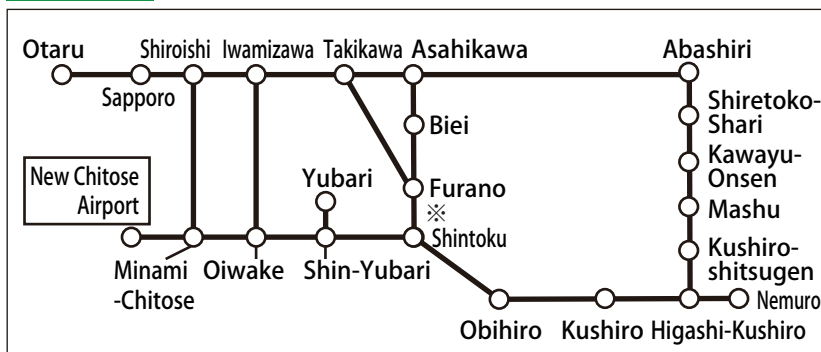 Otaru
Shiroishi
Iwamizawa
Takikawa
Asahikawa
Abashiri
Sapporo
Biei
Shiretoko-
Shari
New Chitose
Airport
Yubari
Furano
※
Kawayu-
Onsen
Mashu
Shintoku
Kushiro-
shitsugen
Minami
-Chitose
Oiwake
Shin-Yubari
Nemuro
Obihiro
Kushiro
Higashi-Kushiro